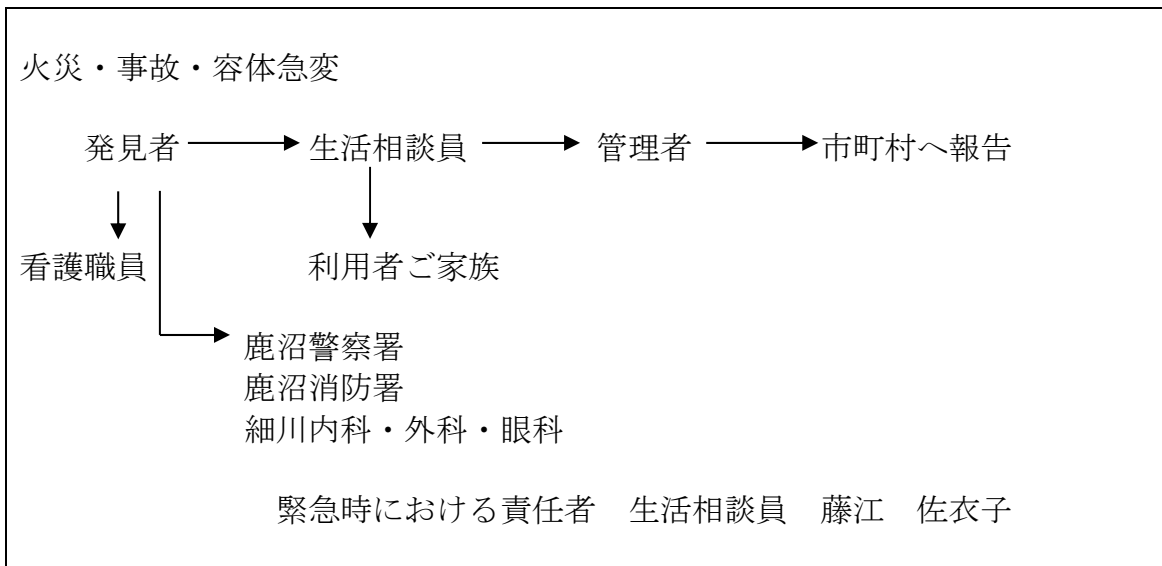 火災・事故・容体急変
発見者 生活相談員 管理者 市町村へ報告
看護職員 利用者ご家族
鹿沼警察署
鹿沼消防署
細川内科・外科・眼科
緊急時における責任者 生活相談員 藤江 佐衣子